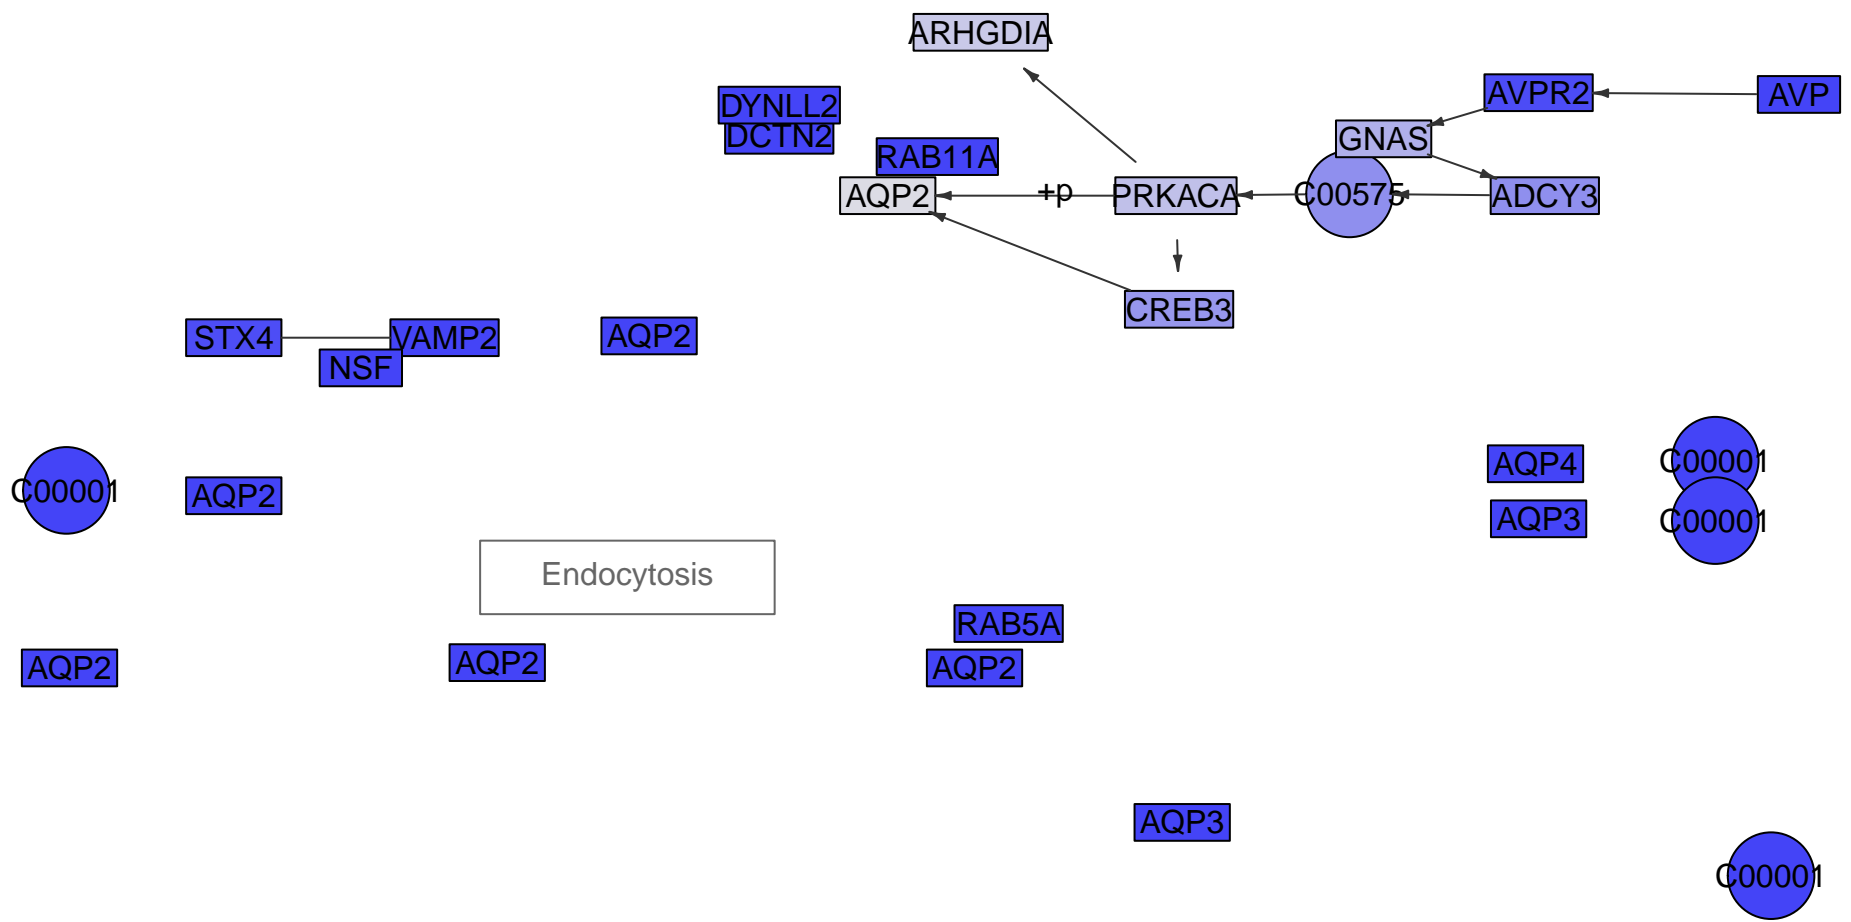 ARHGDIA
DYNLL2
DCTN2
RAB11A
AVPR2
AVP
GNAS
AQP2
+p
PRKACA
C00575
ADCY3
CREB3
STX4
VAMP2
NSF
AQP2
C00001
AQP2
AQP4
C00001
AQP3
C00001
Endocytosis
RAB5A
AQP2
AQP2
AQP2
AQP3
C00001